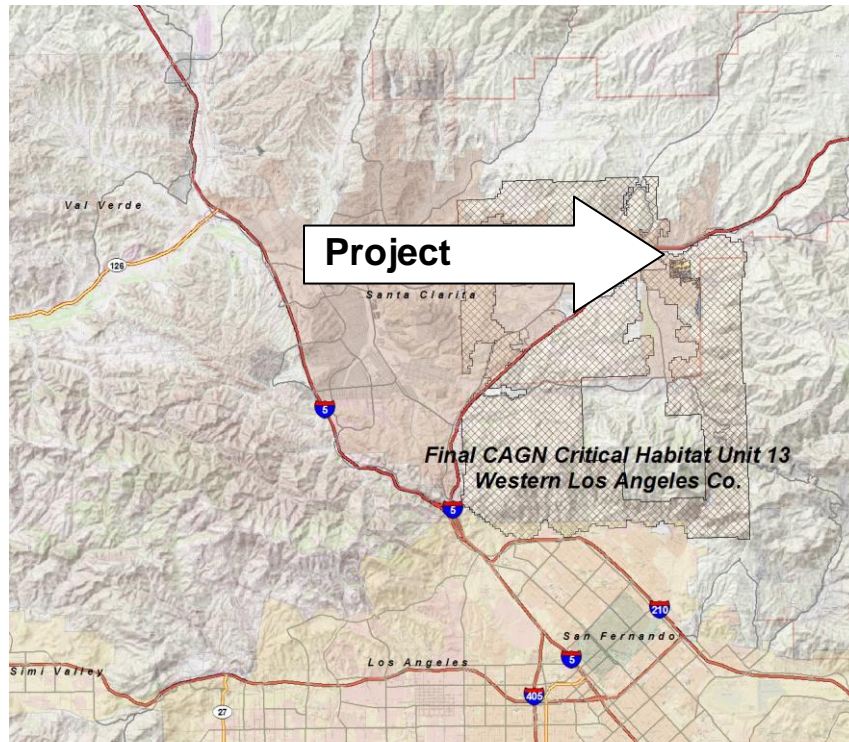 Val Verde
126
Project
Santa Clarita
5
Final CAGN Critical Habitat Unit 13
Western Los Angeles Co.
5
210
San Fernando
Los Angeles
5
Simi Valley
405
27